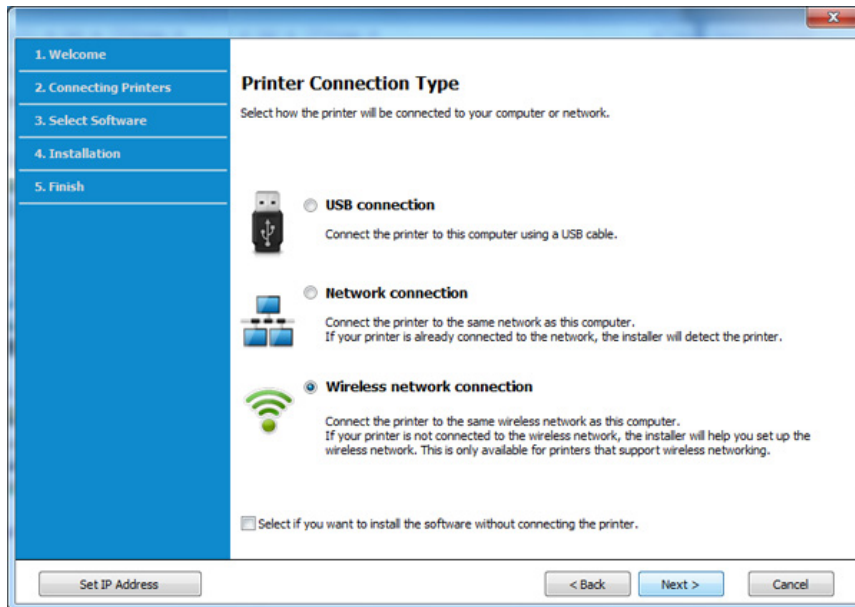 1. Welcome
2. Connecting Printers
3. Select Software
4. Installation
5. Finish
Printer Connection Type
Select how the printer will be connected to your computer or network.
USB connection
Connect the printer to this computer using a USB cable.
Network connection
Connect the printer to the same network as this computer.
If your printer is already connected to the network, the installer will detect the printer.
Wireless network connection
Connect the printer to the same wireless network as this computer.
If your printer is not connected to the wireless network, the installer will help you set up the
wireless network. This is only available for printers that support wireless networking.
Select if you want to install the software without connecting the printer.
Set IP Address
< Back
Next >
Cancel